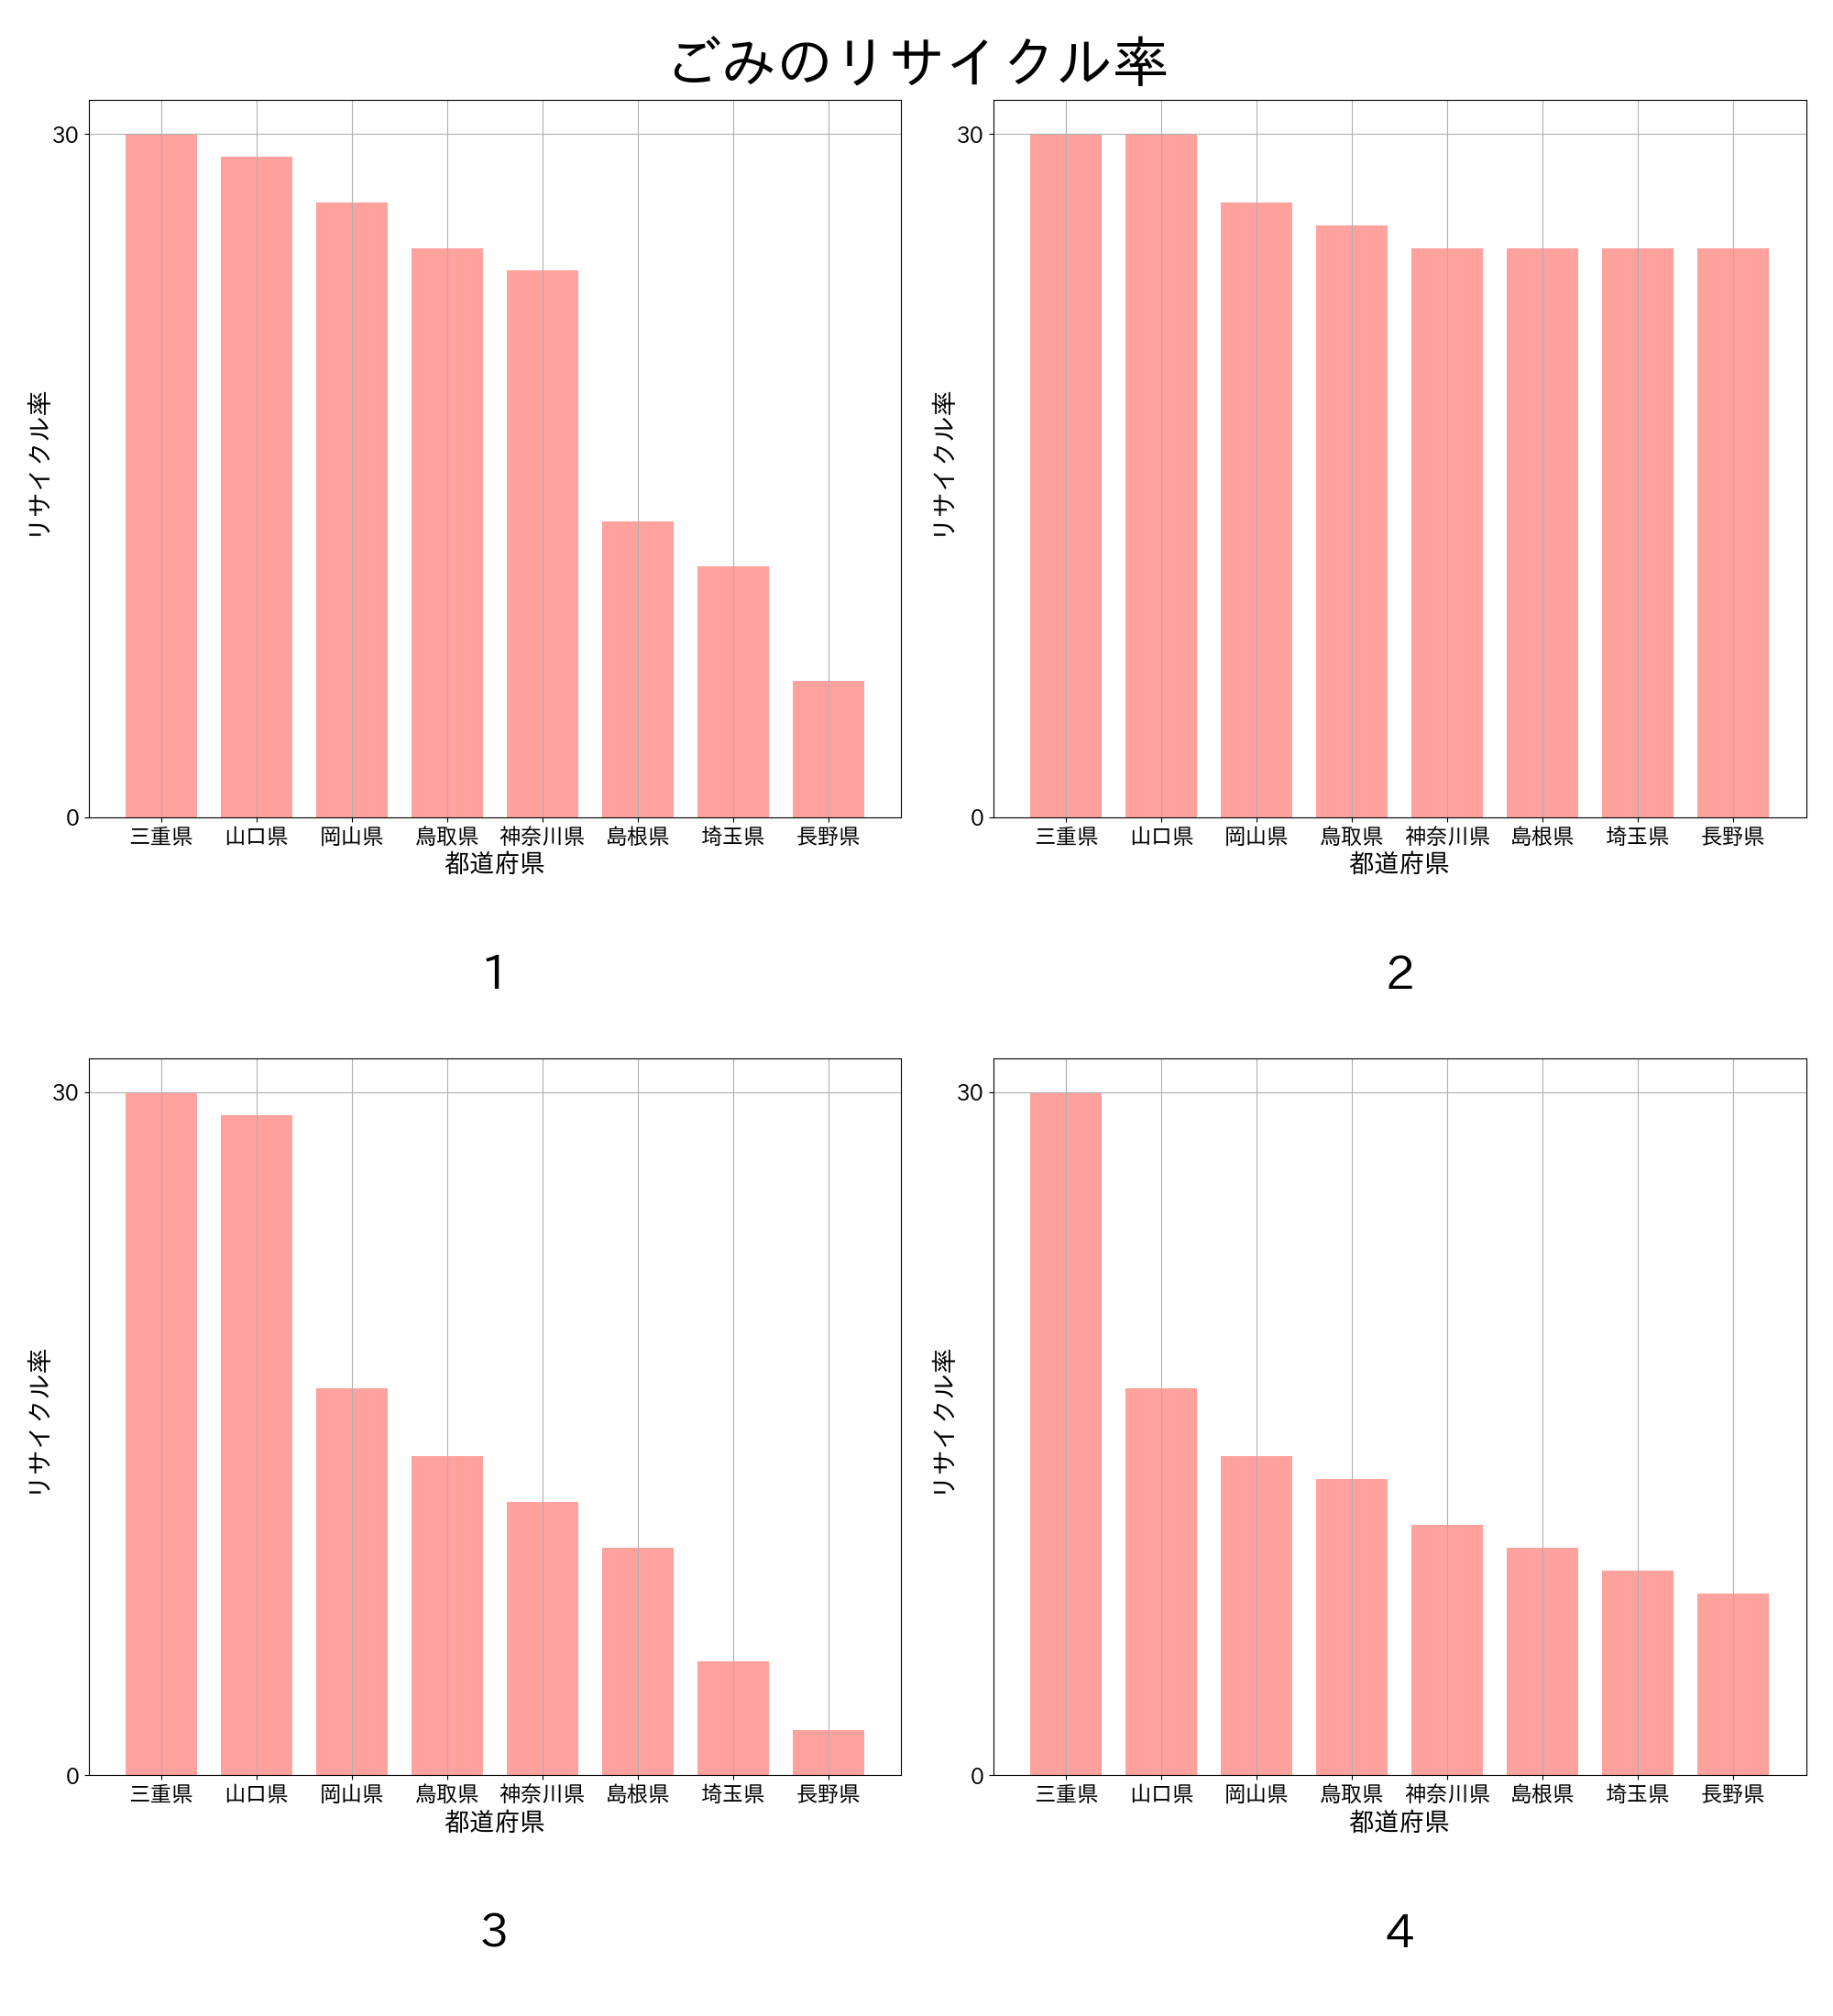 ごみのリサイクル率
30
0
リサイクル率
三重県 山口県 岡山県 鳥取県 神奈川県 島根県 埼玉県 長野県
都道府県
1
30
0
リサイクル率
三重県 山口県 岡山県 鳥取県 神奈川県 島根県 埼玉県 長野県
都道府県
2
30
0
リサイクル率
三重県 山口県 岡山県 鳥取県 神奈川県 島根県 埼玉県 長野県
都道府県
3
30
0
リサイクル率
三重県 山口県 岡山県 鳥取県 神奈川県 島根県 埼玉県 長野県
都道府県
4